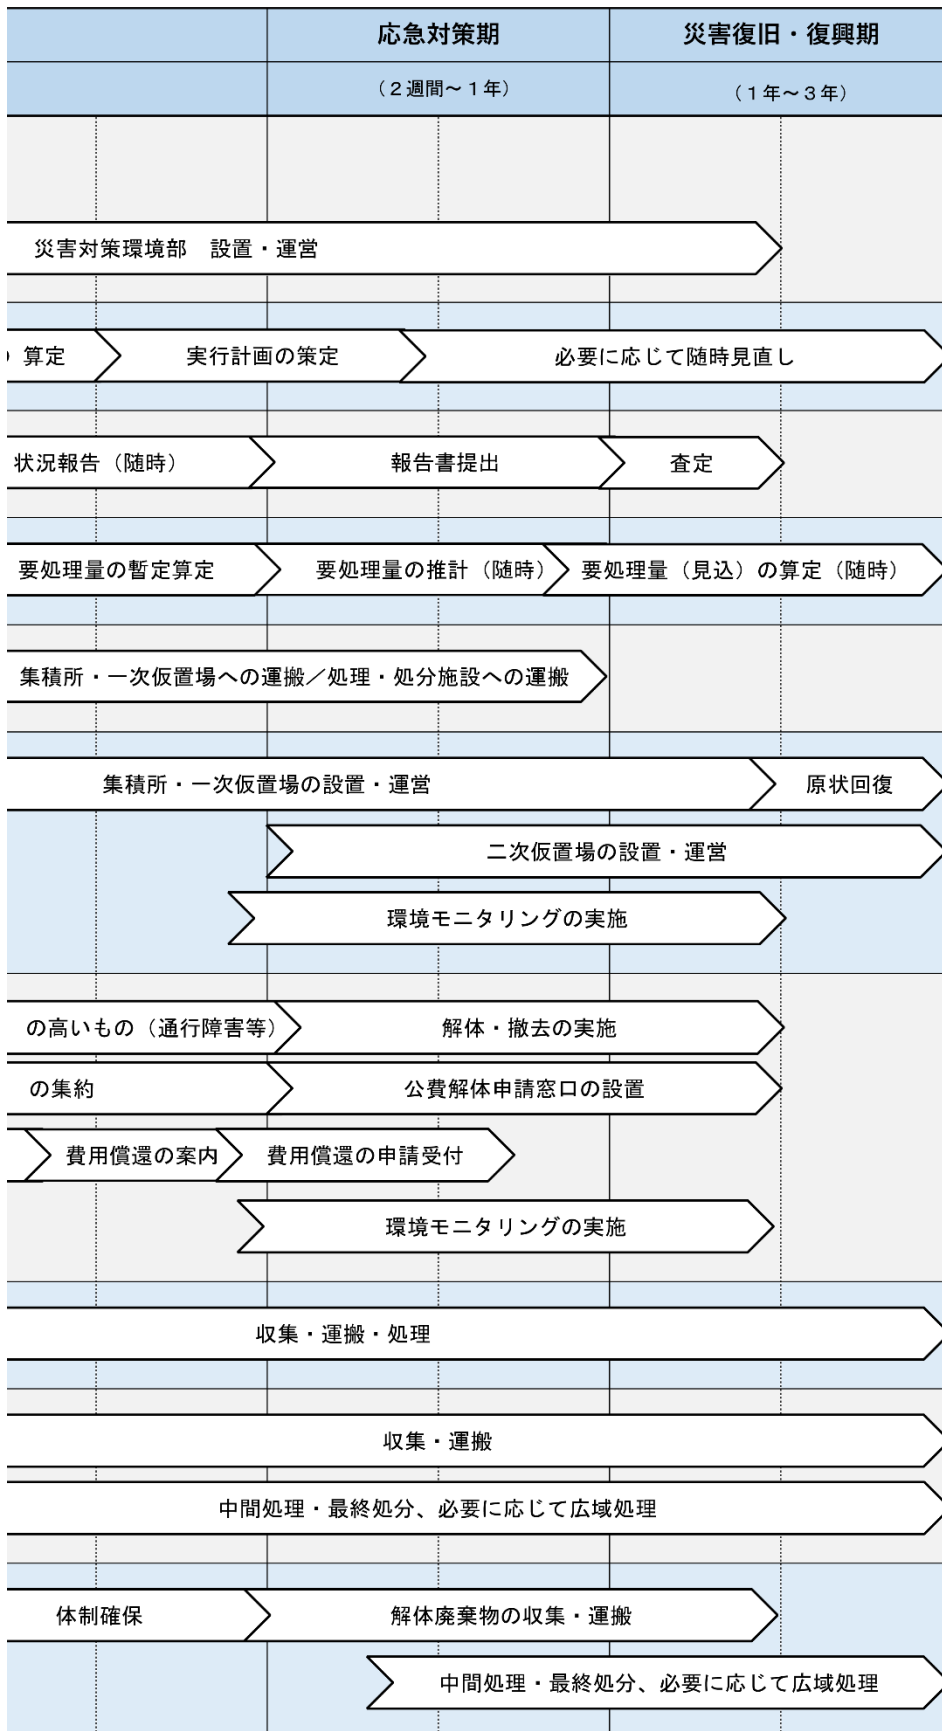 応急対策期 災害復旧・復興期
（２週間～１年） （１年～３年）
災害対策環境部　設置・運営
算定 実行計画の策定 必要に応じて随時見直し
状況報告（随時） 報告書提出 査定
要処理量の暫定算定 要処理量の推計（随時） 要処理量（見込）の算定（随時）
集積所・一次仮置場への運搬／処理・処分施設への運搬
集積所・一次仮置場の設置・運営 原状回復
二次仮置場の設置・運営
環境モニタリングの実施
の高いもの（通行障害等） 解体・撤去の実施
の集約 公費解体申請窓口の設置
費用償還の案内 費用償還の申請受付
環境モニタリングの実施
収集・運搬・処理
収集・運搬
中間処理・最終処分、必要に応じて広域処理
体制確保 解体廃棄物の収集・運搬
中間処理・最終処分、必要に応じて広域処理